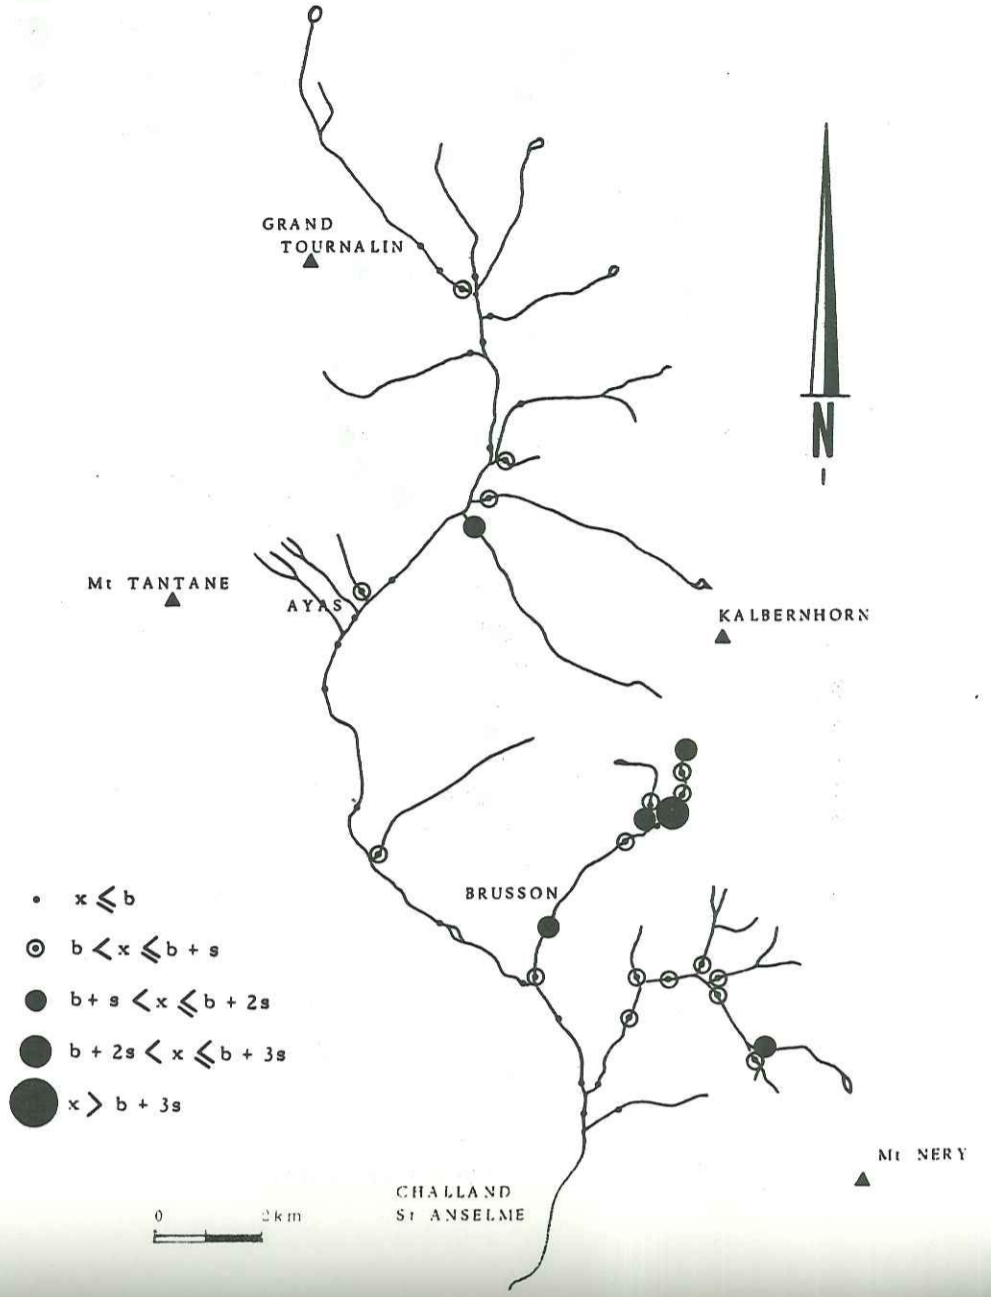 GRAND
TOURNALIN
N
Mt TANTANE
AYAS
KALBERNHORN
BRUSSON
x ≤ b
b < x ≤ b + s
b + s < x ≤ b + 2s
b + 2s < x ≤ b + 3s
x > b + 3s
Mt NERY
CHALLAND
St ANSELME
0 2 km